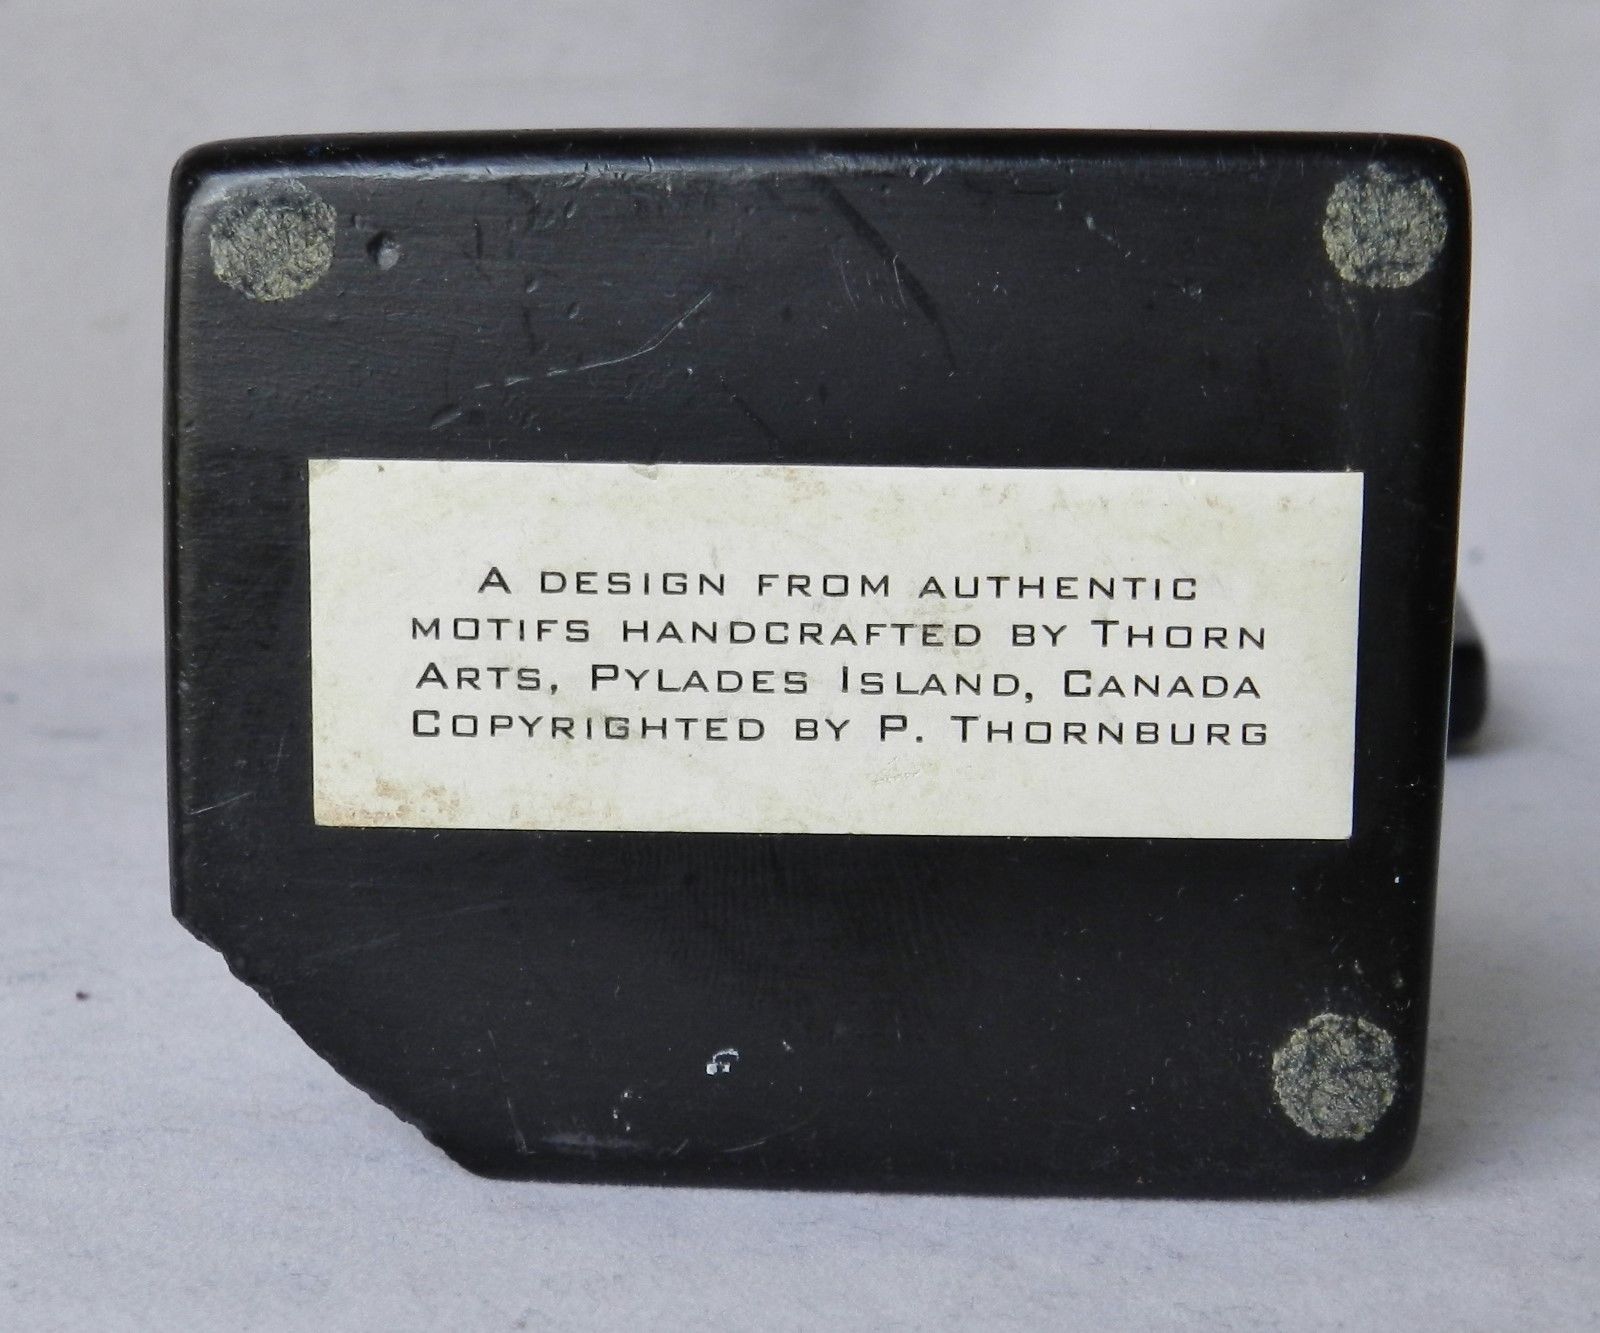 A DESIGN FROM AUTHENTIC
MOTIFS HANDCRAFTED BY THORN
ARTS, PYLADES ISLAND, CANADA
COPYRIGHTED BY P. THORNBURG